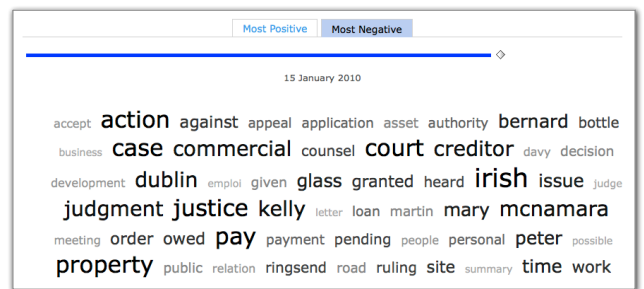 Most Positive Most Negative
15 January 2010
accept action against appeal application asset authority bernard bottle
business case commercial counsel court creditor davy decision
development dublin emploi given glass granted heard irish issue judge
judgment justice kelly letter loan martin mary mcnamara
meeting order owed pay payment pending people personal peter possible
property public relation ringsend road ruling site summary time work